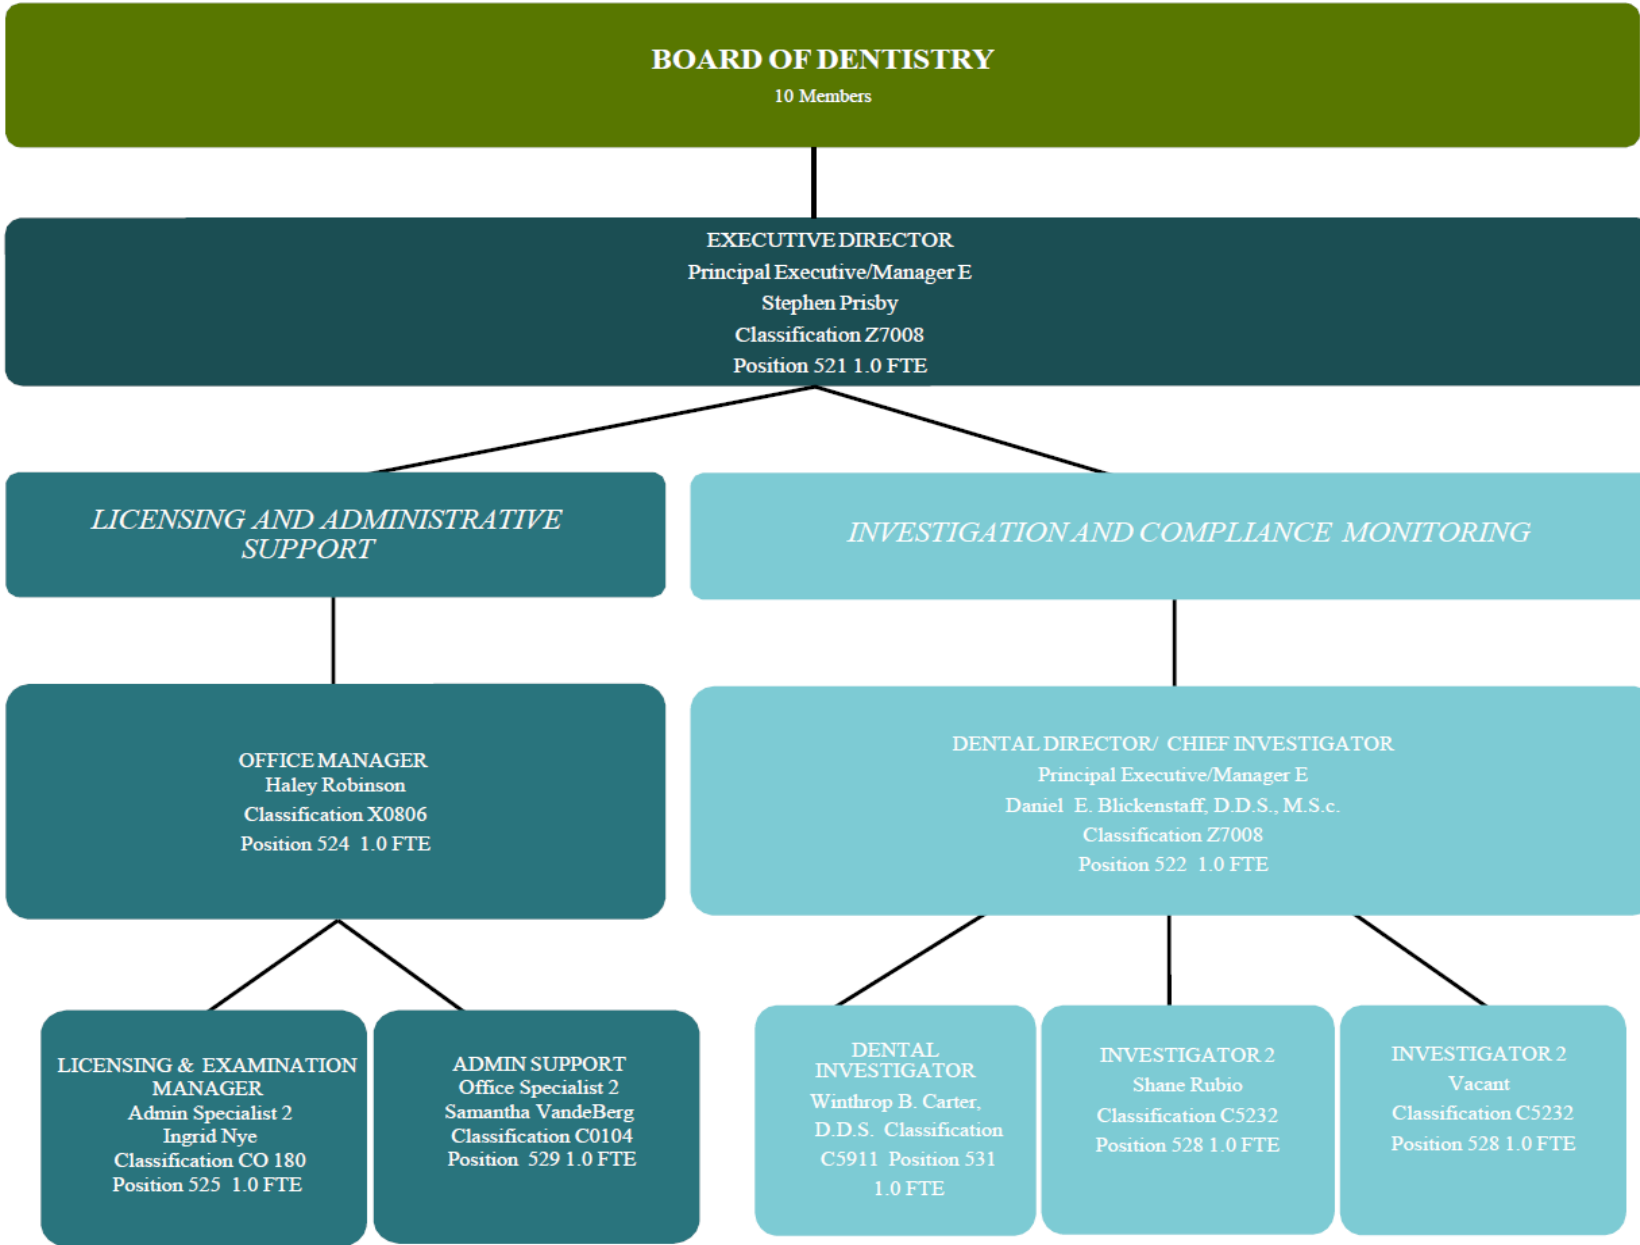 BOARD OF DENTISTRY
10 Members
EXECUTIVE DIRECTOR
Principal Executive/Manager E
Stephen Prisby
Classification Z7008
Position 521 1.0 FTE
LICENSING AND ADMINISTRATIVE
SUPPORT
INVESTIGATION AND COMPLIANCE MONITORING
OFFICE MANAGER
Haley Robinson
Classification X0806
Position 524 1.0 FTE
DENTAL DIRECTOR/ CHIEF INVESTIGATOR
Principal Executive/Manager E
Daniel E. Blickenstaff, D.D.S., M.S.c.
Classification Z7008
Position 522 1.0 FTE
LICENSING & EXAMINATION
MANAGER
Admin Specialist 2
Ingrid Nye
Classification CO 180
Position 525 1.0 FTE
ADMIN SUPPORT
Office Specialist 2
Samantha VandeBerg
Classification C0104
Position 529 1.0 FTE
DENTAL
INVESTIGATOR
Winthrop B. Carter,
D.D.S. Classification
C5911 Position 531
1.0 FTE
INVESTIGATOR 2
Shane Rubio
Classification C5232
Position 528 1.0 FTE
INVESTIGATOR 2
Vacant
Classification C5232
Position 528 1.0 FTE